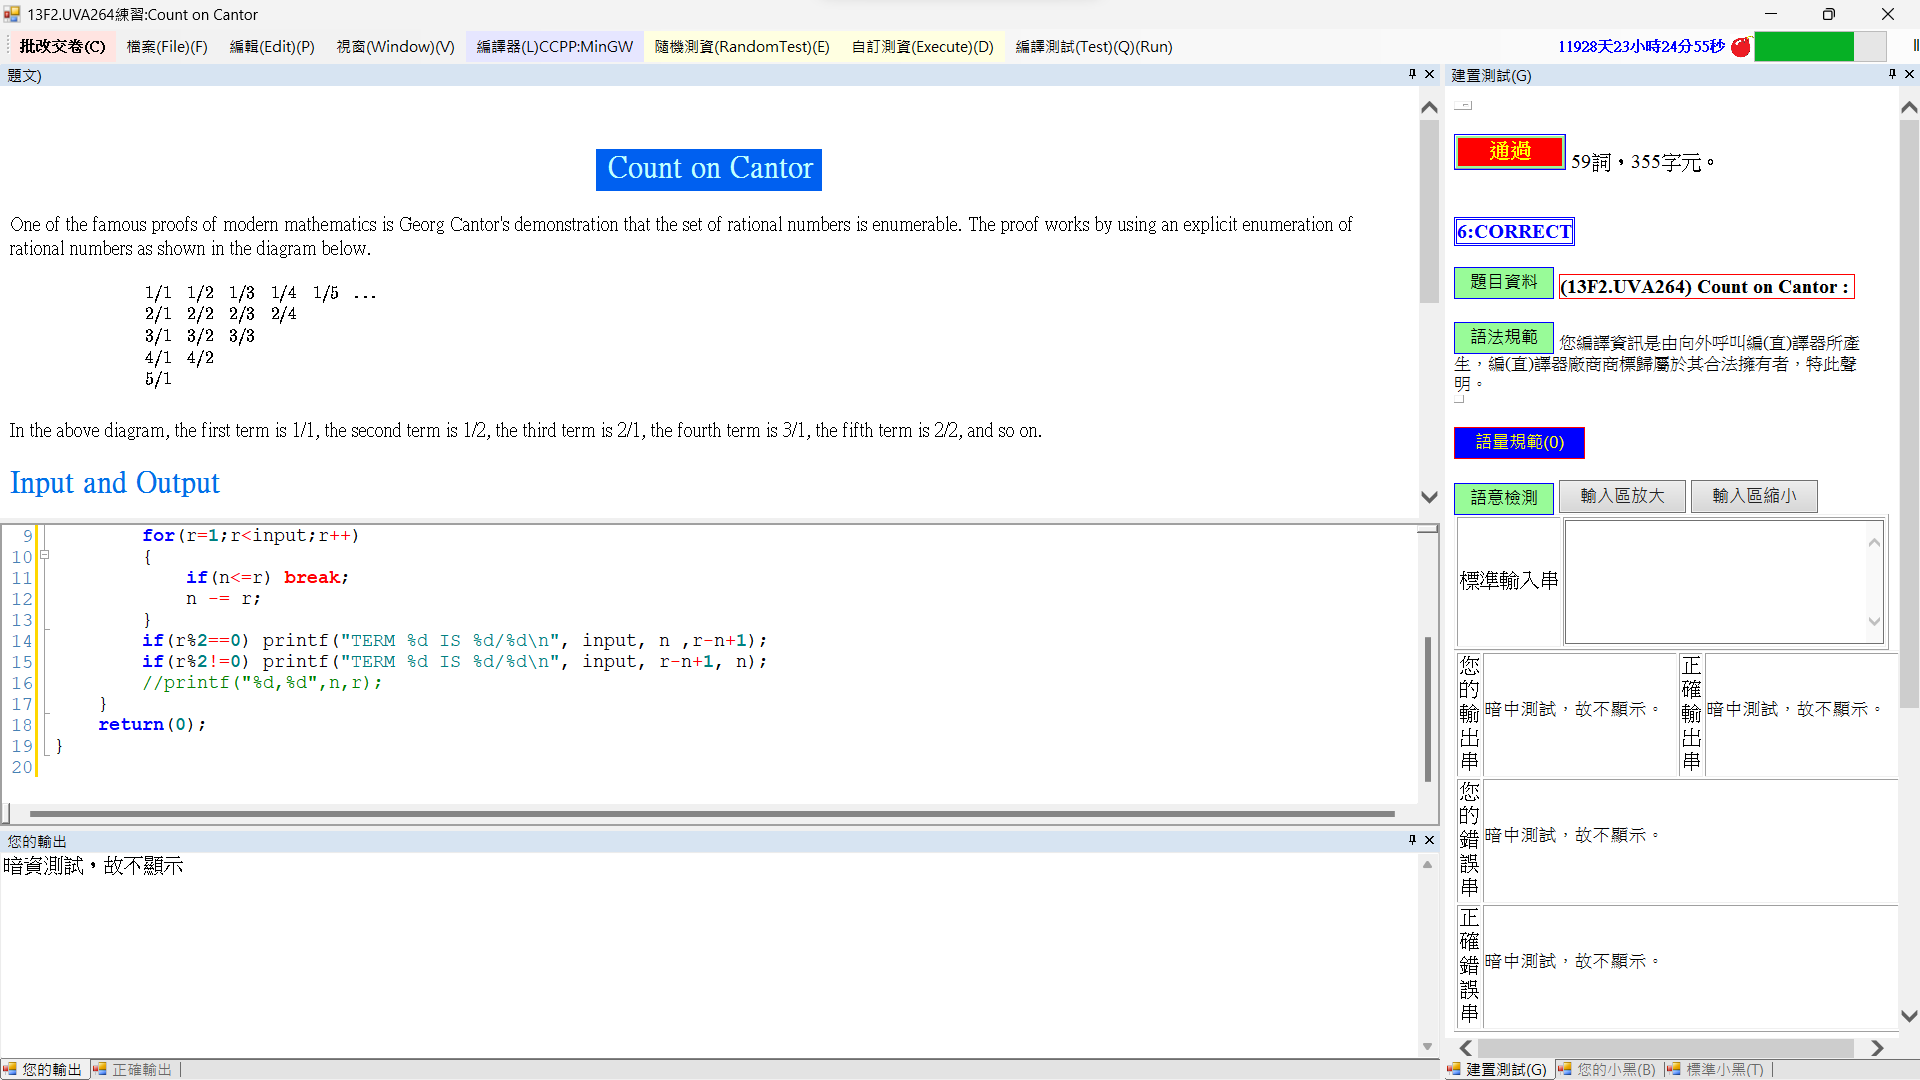 13F2.UVA264練習:Count on Cantor
批改交卷(C) 檔案(File)(F) 編輯(Edit)(P) 視窗(Window)(V) 編譯器(L)CCPP:MinGW 隨機測資(RandomTest)(E) 自訂測資(Execute)(D) 編譯測試(Test)(Q)(Run) 11928天23小時24分55秒
題文)
Count on Cantor
One of the famous proofs of modern mathematics is Georg Cantor's demonstration that the set of rational numbers is enumerable. The proof works by using an explicit enumeration of
rational numbers as shown in the diagram below.
1/1 1/2 1/3 1/4 1/5 ...
2/1 2/2 2/3 2/4
3/1 3/2 3/3
4/1 4/2
5/1
In the above diagram, the first term is 1/1, the second term is 1/2, the third term is 2/1, the fourth term is 3/1, the fifth term is 2/2, and so on.
Input and Output
9 for(r=1;r<input;r++)
10 {
11 if(n<=r) break;
12 n -= r;
13 }
14 if(r%2==0) printf("TERM %d IS %d/%d\n", input, n ,r-n+1);
15 if(r%2!=0) printf("TERM %d IS %d/%d\n", input, r-n+1, n);
16 //printf("%d,%d",n,r);
17 }
18 return(0);
19 }
20
您的輸出
暗資測試，故不顯示
您的輸出 正確輸出
建置測試(G)
通過 59詞，355字元。
6:CORRECT
題目資料 (13F2.UVA264) Count on Cantor :
語法規範 您編譯資訊是由向外呼叫編(直)譯器所產
生，編(直)譯器廠商商標歸屬於其合法擁有者，特此聲
明。
語量規範(0)
語意檢測 輸入區放大 輸入區縮小
標準輸入串
您的輸出串 暗中測試，故不顯示。 正確輸出串 暗中測試，故不顯示。
您的錯誤串 暗中測試，故不顯示。
正確錯誤串 暗中測試，故不顯示。
建置測試(G) 您的小黑(B) 標準小黑(T)